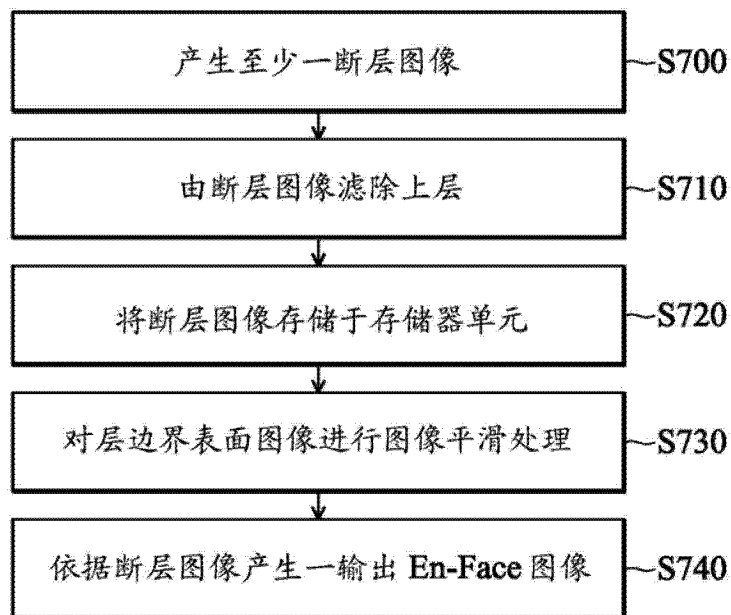 产生至少一断层图像
S700
由断层图像滤除上层
S710
将断层图像存储于存储器单元
S720
对层边界表面图像进行图像平滑处理
S730
依据断层图像产生一输出 En-Face 图像
S740